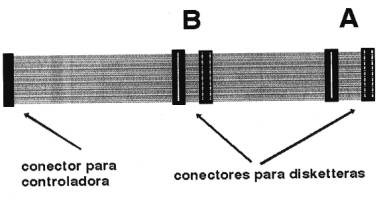 B
A
conector para
controladora
conectores para disketteras